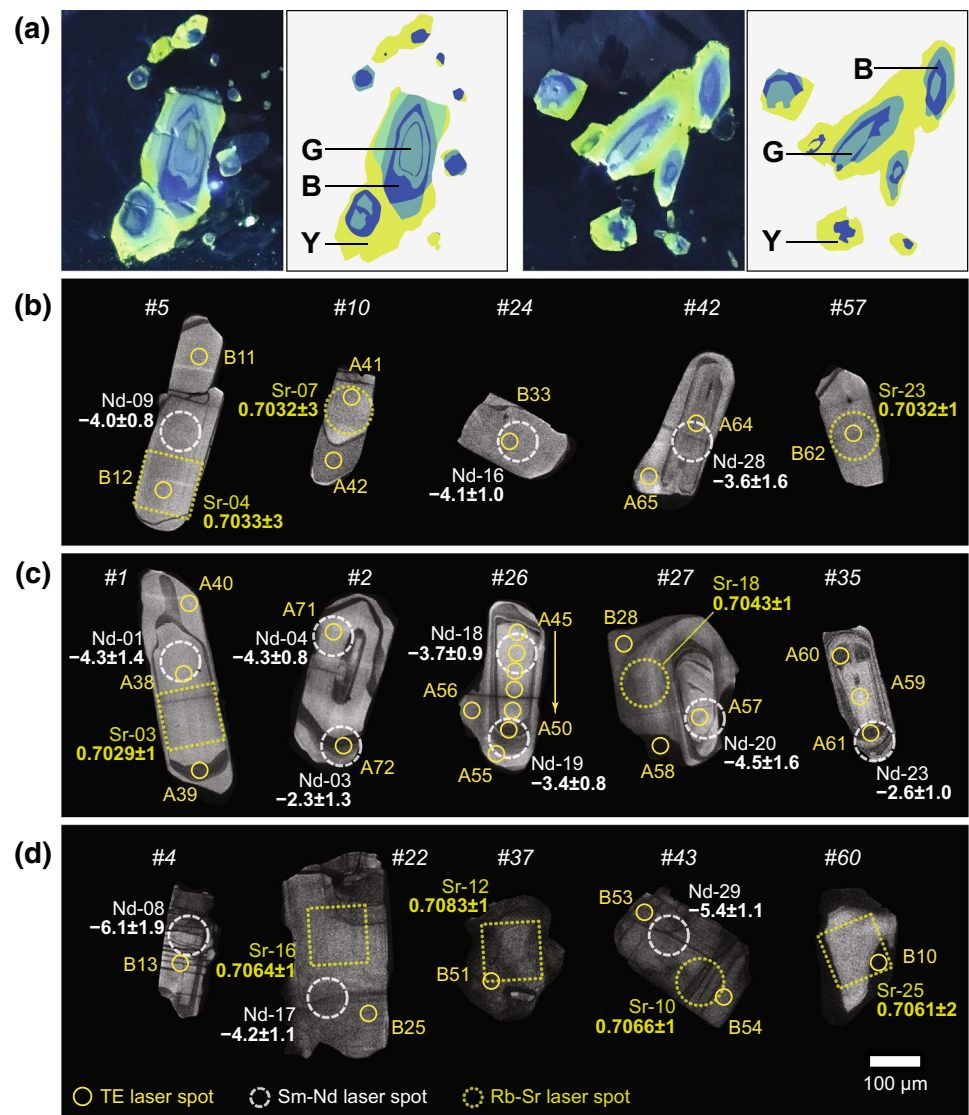 (a)
G
B
Y
B
G
Y
(b)
#5
#10
#24
#42
#57
B11
Nd-09
−4.0±0.8
B12
Sr-04
0.7033±3
A41
Sr-07
0.7032±3
A42
B33
Nd-16
−4.1±1.0
A64
Nd-28
−3.6±1.6
A65
Sr-23
0.7032±1
B62
(c)
#1
#2
#26
#27
#35
A40
Nd-01
−4.3±1.4
A38
Sr-03
0.7029±1
A39
A71
Nd-04
−4.3±0.8
Nd-03
−2.3±1.3
A72
A45
Nd-18
−3.7±0.9
A56
A50
A55
Nd-19
−3.4±0.8
Sr-18
0.7043±1
B28
A57
A58
Nd-20
−4.5±1.6
A60
A59
A61
Nd-23
−2.6±1.0
(d)
#4
#22
#37
#43
#60
Nd-08
−6.1±1.9
B13
Sr-16
0.7064±1
Nd-17
−4.2±1.1
B25
Sr-12
0.7083±1
B51
B53
Nd-29
−5.4±1.1
Sr-10
0.7066±1
B54
B10
Sr-25
0.7061±2
100 µm
TE laser spot
Sm-Nd laser spot
Rb-Sr laser spot